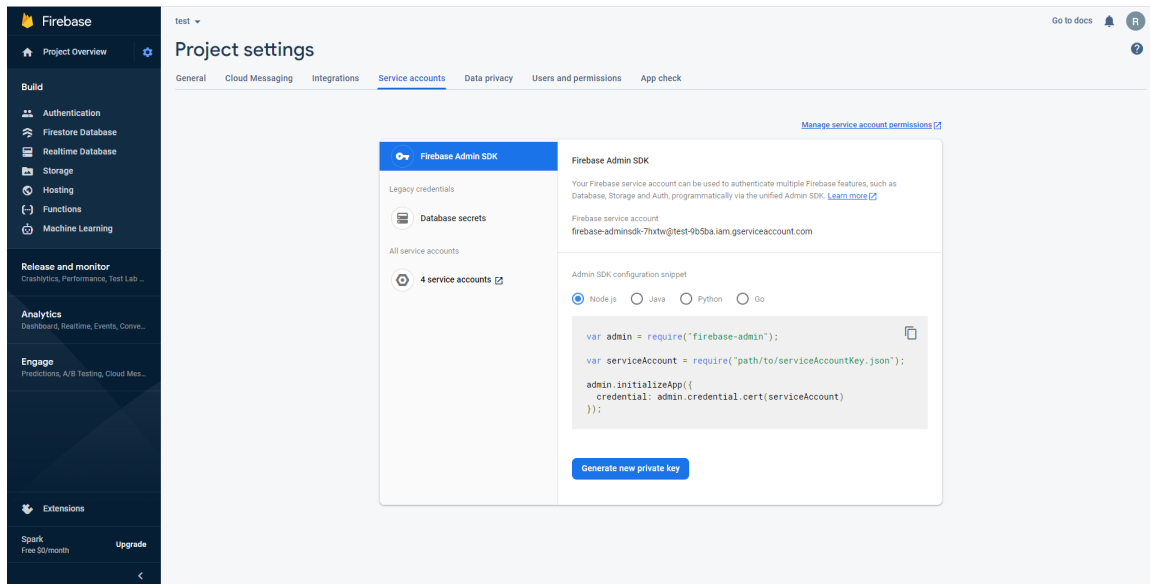 Firebase
Project Overview
Build
Authentication
Firestore Database
Realtime Database
Storage
Hosting
Functions
Machine Learning
Release and monitor
Crashlytics, Performance, Test Lab ...
Analytics
Dashboard, Realtime, Events, Conve...
Engage
Predictions, A/B Testing, Cloud Mes...
Extensions
Spark
Free $0/month
Upgrade
test
Go to docs
R
Project settings
General Cloud Messaging Integrations Service accounts Data privacy Users and permissions App check
Manage service account permissions
Firebase Admin SDK
Legacy credentials
Database secrets
All service accounts
4 service accounts
Firebase Admin SDK
Your Firebase service account can be used to authenticate multiple Firebase features, such as
Database, Storage and Auth, programmatically via the unified Admin SDK. Learn more
Firebase service account
firebase-adminsdk-7hxtw@test-9b5ba.iam.gserviceaccount.com
Admin SDK configuration snippet
Node.js Java Python Go
var admin = require("firebase-admin");
var serviceAccount = require("path/to/serviceAccountKey.json");
admin.initializeApp({
credential: admin.credential.cert(serviceAccount)
});
Generate new private key